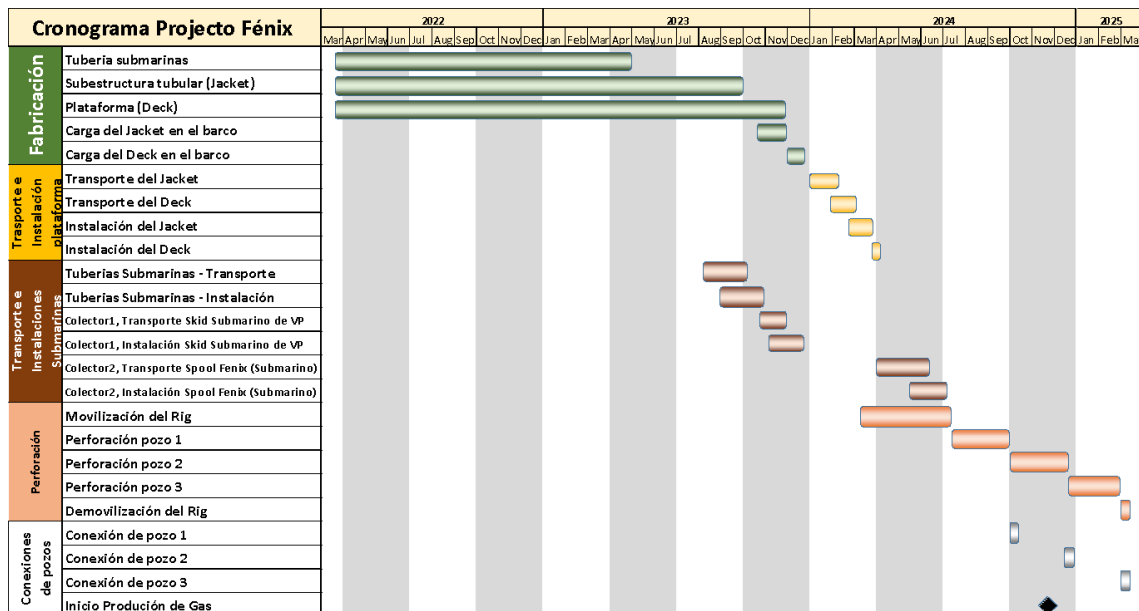 Cronograma Projecto Fénix
2022 2023 2024 2025
Mar Apr May Jun Jul Aug Sep Oct Nov Dec Jan Feb Mar Apr May Jun Jul Aug Sep Oct Nov Dec Jan Feb Mar Apr May Jun Jul Aug Sep Oct Nov Dec Jan Feb Ma
Fabricación
Tuberia submarinas
Subestructura tubular (Jacket)
Plataforma (Deck)
Carga del Jacket en el barco
Carga del Deck en el barco
Trasporte e
Instalación
plataforma
Transporte del Jacket
Transporte del Deck
Instalación del Jacket
Instalación del Deck
Transporte e
Instalaciones
Submarinas
Tuberias Submarinas - Transporte
Tuberias Submarinas - Instalación
Colector1, Transporte Skid Submarino de VP
Colector1, Instalación Skid Submarino de VP
Colector2, Transporte Spool Fenix (Submarino)
Colector2, Instalación Spool Fenix (Submarino)
Perforación
Movilización del Rig
Perforación pozo 1
Perforación pozo 2
Perforación pozo 3
Demovilización del Rig
Conexiones
de pozos
Conexión de pozo 1
Conexión de pozo 2
Conexión de pozo 3
Inicio Produción de Gas